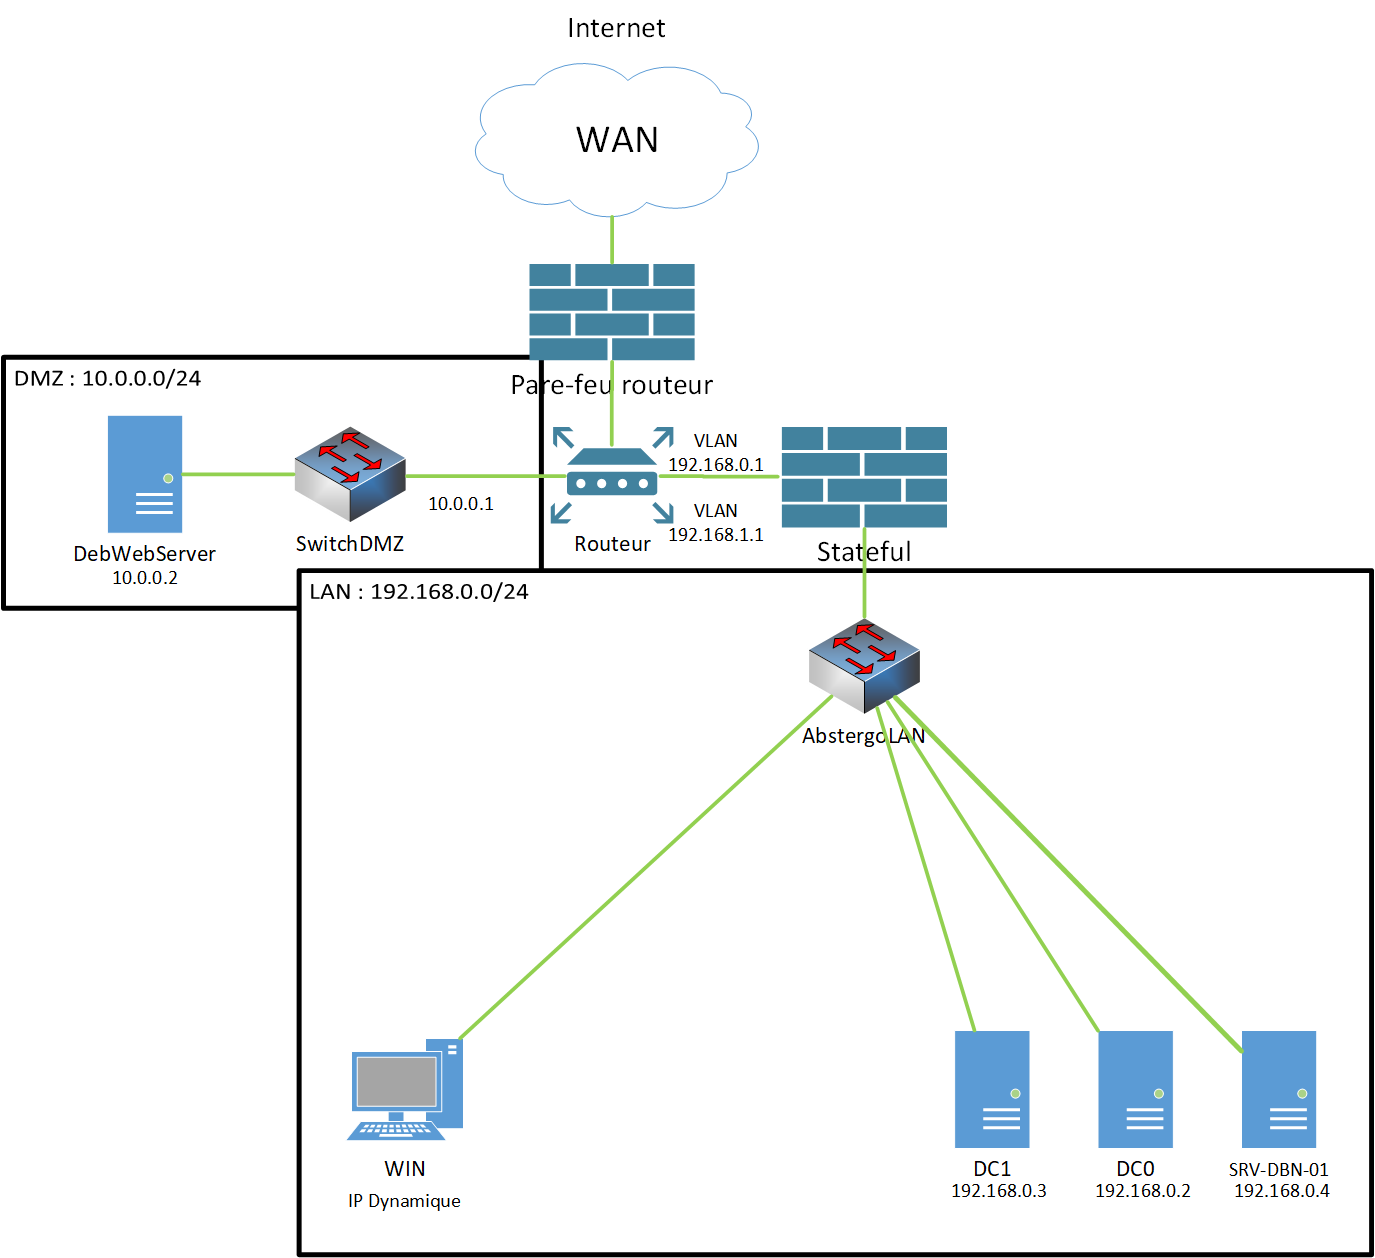 Internet
WAN
Pare-feu routeur
DMZ : 10.0.0.0/24
VLAN
192.168.0.1
10.0.0.1
VLAN
192.168.1.1
DebWebServer
10.0.0.2
SwitchDMZ
Routeur
Stateful
LAN : 192.168.0.0/24
AbstergoLAN
WIN
IP Dynamique
DC1
192.168.0.3
DC0
192.168.0.2
SRV-DBN-01
192.168.0.4